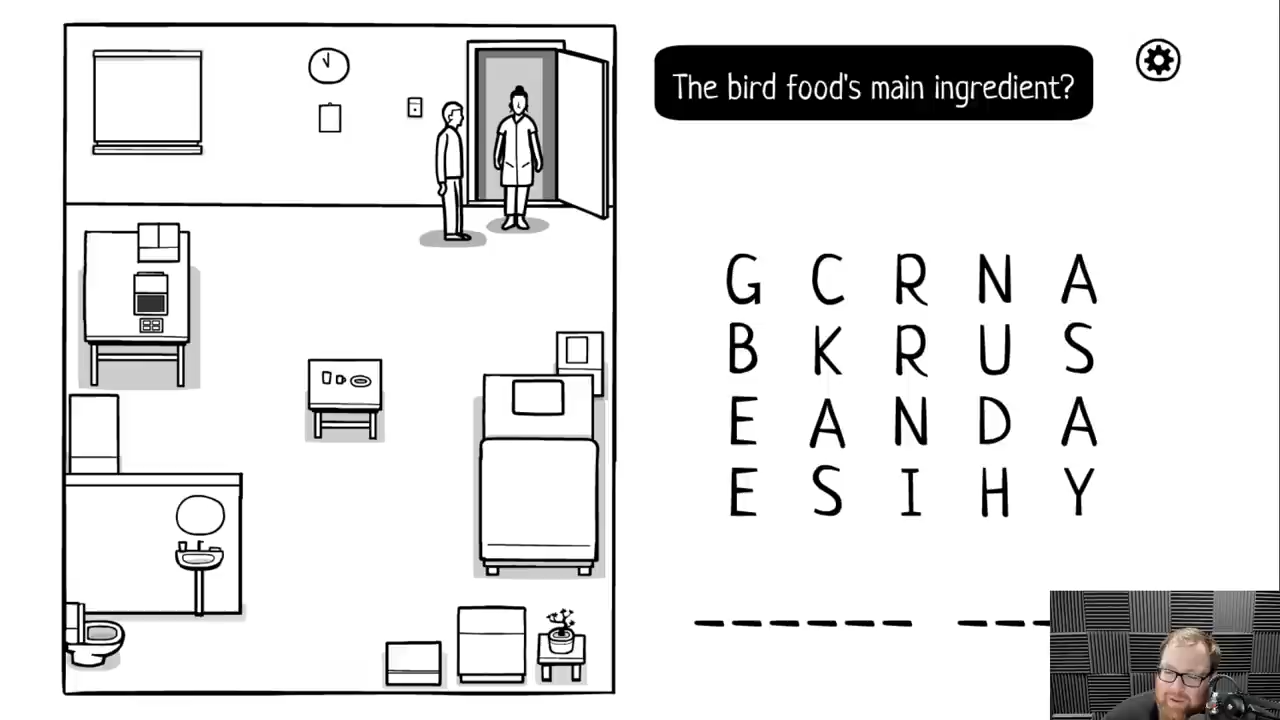 The bird food's main ingredient?
G C R N A
B K R U S
E A N D A
E S I H Y